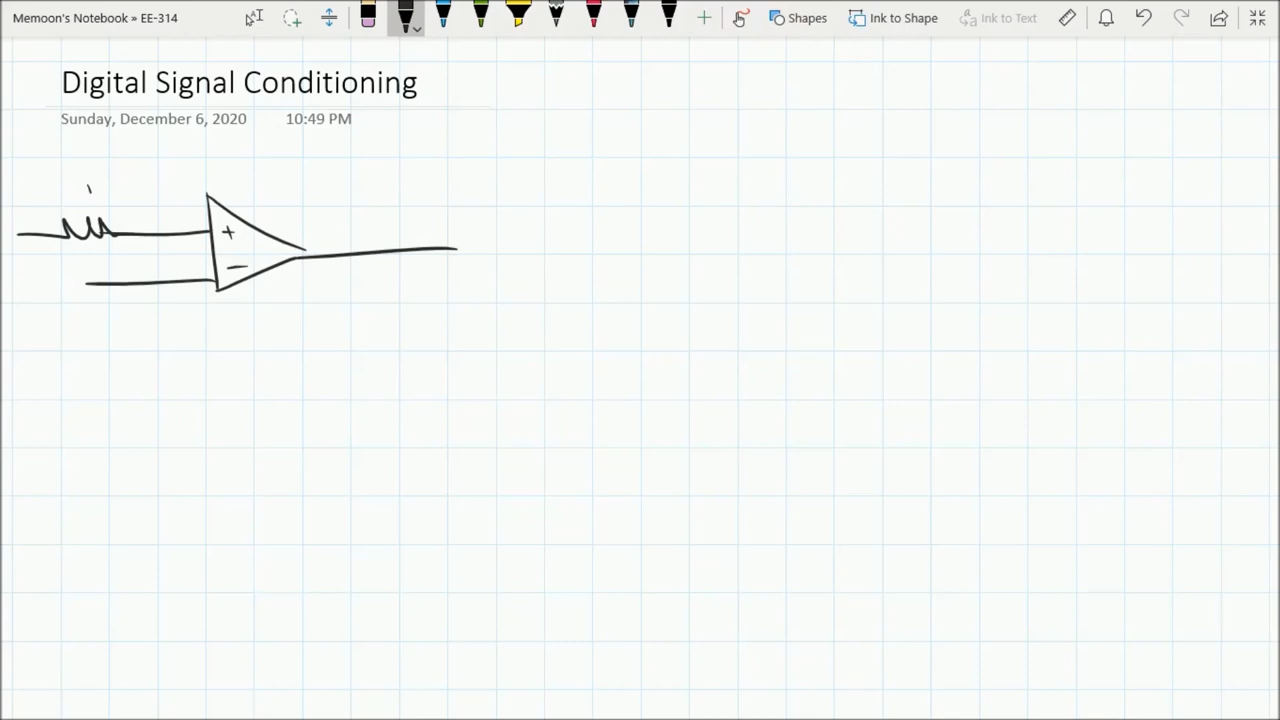 Memoon's Notebook » EE-314
Shapes
Ink to Shape
Ink to Text
Digital Signal Conditioning
Sunday, December 6, 2020 10:49 PM
+
−